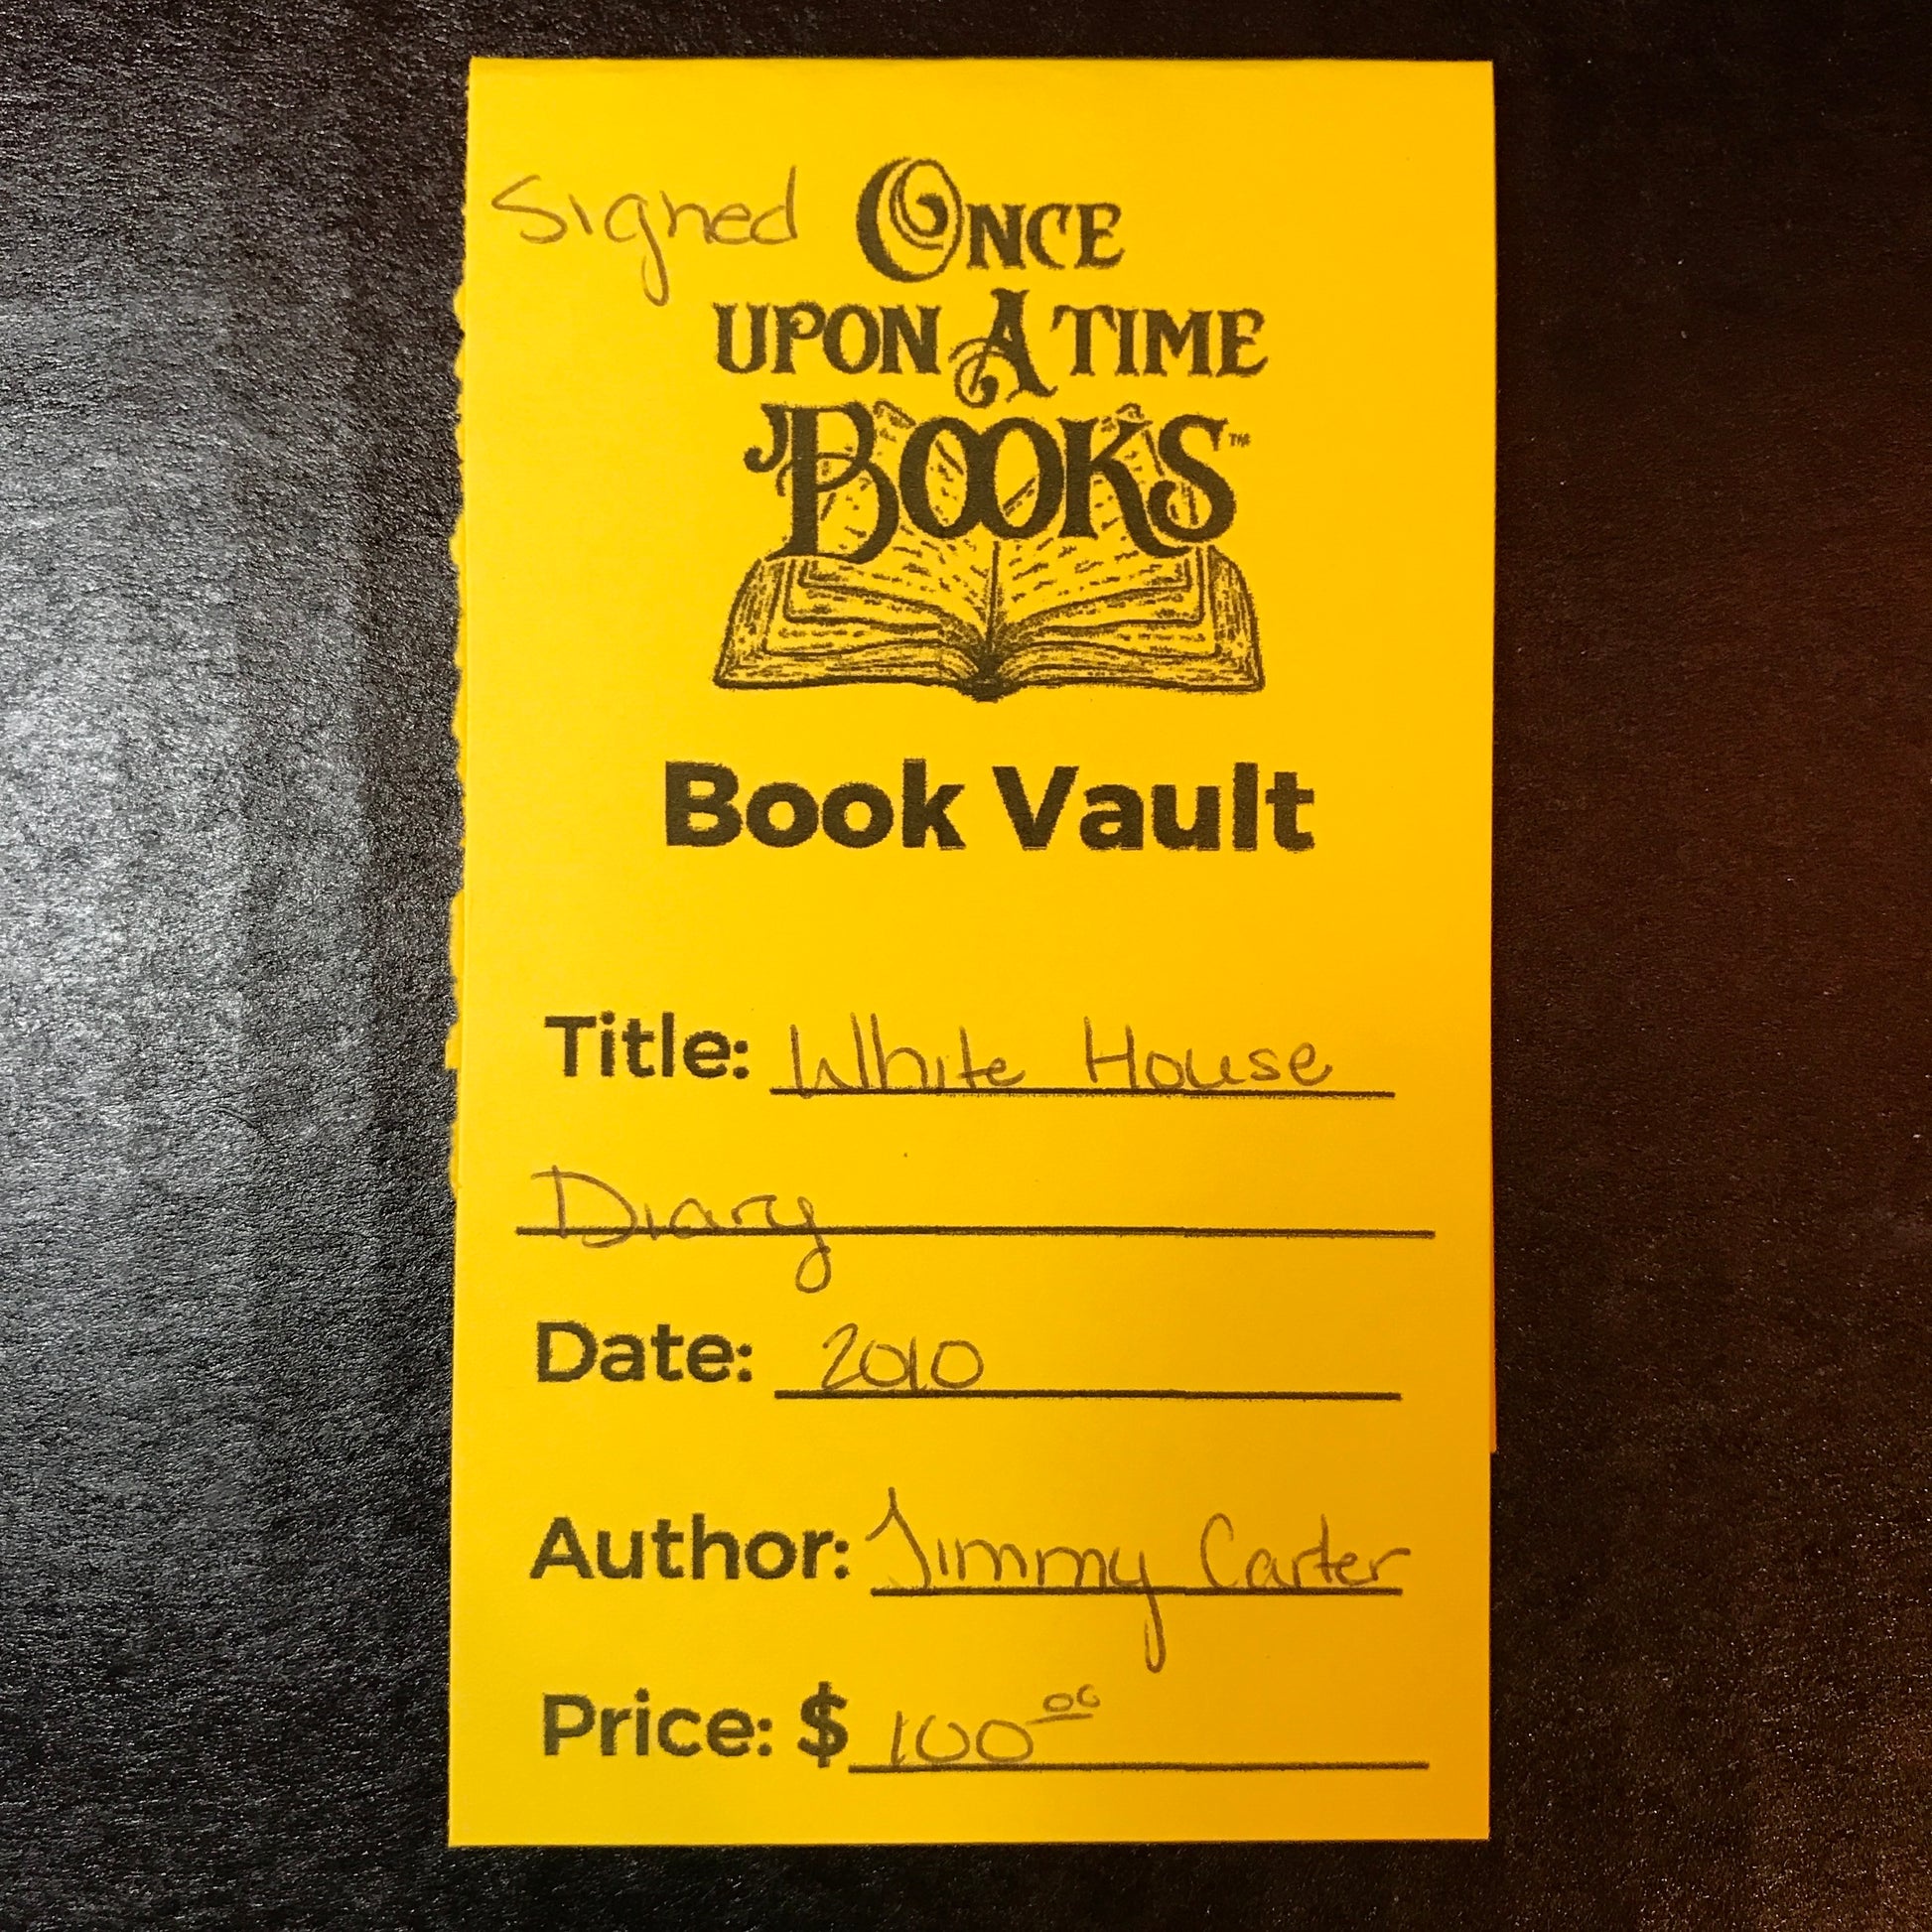 Signed
ONCE
UPON A TIME
BOOKS™
Book Vault
Title: White House
Diary
Date: 2010
Author: Jimmy Carter
Price: $ 100 00